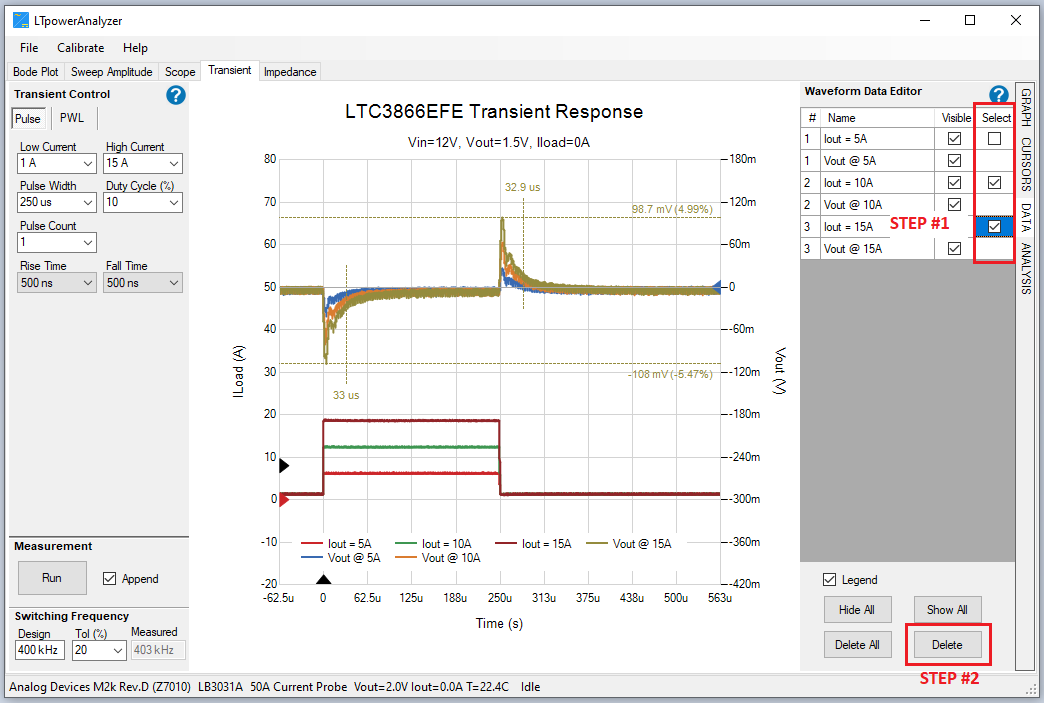 LTpowerAnalyzer
File Calibrate Help
Bode Plot Sweep Amplitude Scope Transient Impedance
Transient Control
?
Pulse PWL
Low Current High Current
1 A 15 A
Pulse Width Duty Cycle (%)
250 us 10
Pulse Count
1
Rise Time Fall Time
500 ns 500 ns
Measurement
Run Append
Switching Frequency
Design Tol (%) Measured
400 kHz 20 403 kHz
LTC3866EFE Transient Response
Vin=12V, Vout=1.5V, Iload=0A
80
70
60
50
40
30
20
10
0
-10
-20
ILoad (A)
180m
120m
60m
0
-60m
-120m
-180m
-240m
-300m
-360m
-420m
Vout (V)
32.9 us
98.7 mV (4.99%)
-108 mV (-5.47%)
33 us
Iout = 5A Iout = 10A Iout = 15A Vout @ 15A
Vout @ 5A Vout @ 10A
-62.5u 0 62.5u 125u 188u 250u 313u 375u 438u 500u 563u
Time (s)
Waveform Data Editor
?
# Name Visible Select
1 Iout = 5A
1 Vout @ 5A
2 Iout = 10A
2 Vout @ 10A
3 Iout = 15A
3 Vout @ 15A
STEP #1
GRAPH CURSORS DATA ANALYSIS
Legend
Hide All Show All
Delete All Delete
STEP #2
Analog Devices M2k Rev.D (Z7010) LB3031A 50A Current Probe Vout=2.0V Iout=0.0A T=22.4C Idle